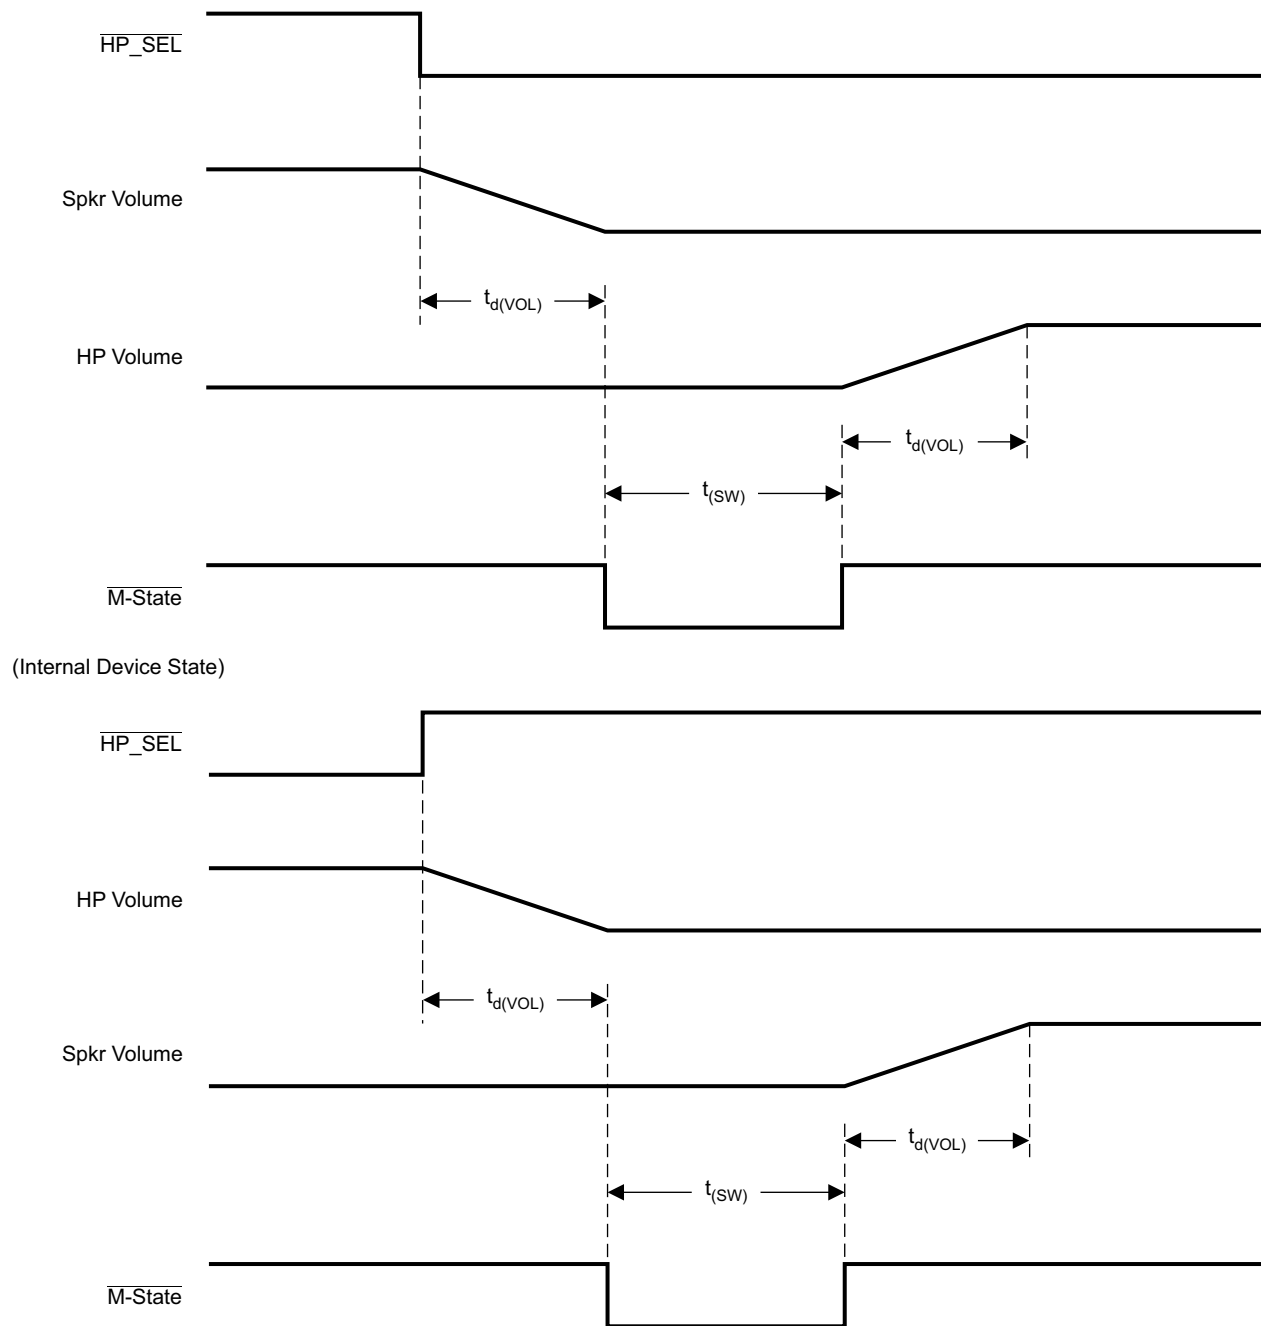 HP_SEL
Spkr Volume
td(VOL)
HP Volume
td(VOL)
t(SW)
M-State
(Internal Device State)
HP_SEL
HP Volume
td(VOL)
Spkr Volume
td(VOL)
t(SW)
M-State